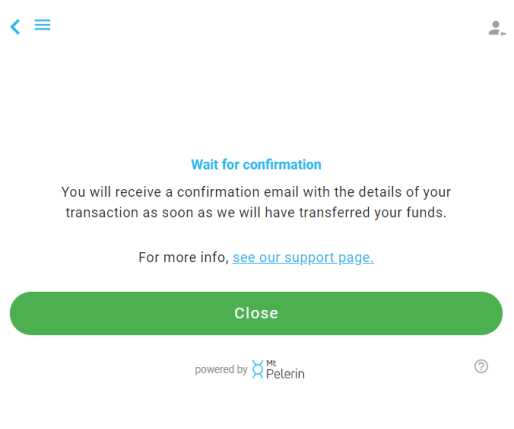 Wait for confirmation
You will receive a confirmation email with the details of your
transaction as soon as we will have transferred your funds.
For more info, see our support page.
Close
powered by Mt Pelerin